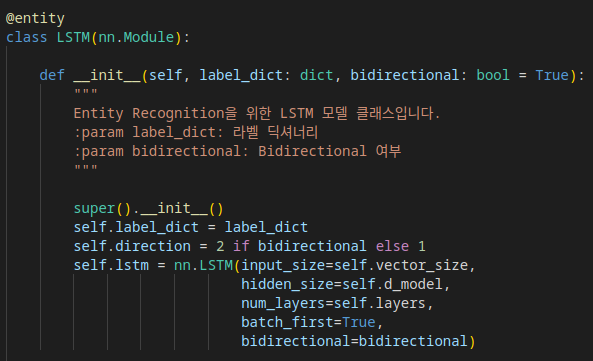 @entity
class LSTM(nn.Module):
def __init__(self, label_dict: dict, bidirectional: bool = True):
"""
Entity Recognition을 위한 LSTM 모델 클래스입니다.
:param label_dict: 라벨 딕셔너리
:param bidirectional: Bidirectional 여부
"""
super().__init__()
self.label_dict = label_dict
self.direction = 2 if bidirectional else 1
self.lstm = nn.LSTM(input_size=self.vector_size,
hidden_size=self.d_model,
num_layers=self.layers,
batch_first=True,
bidirectional=bidirectional)